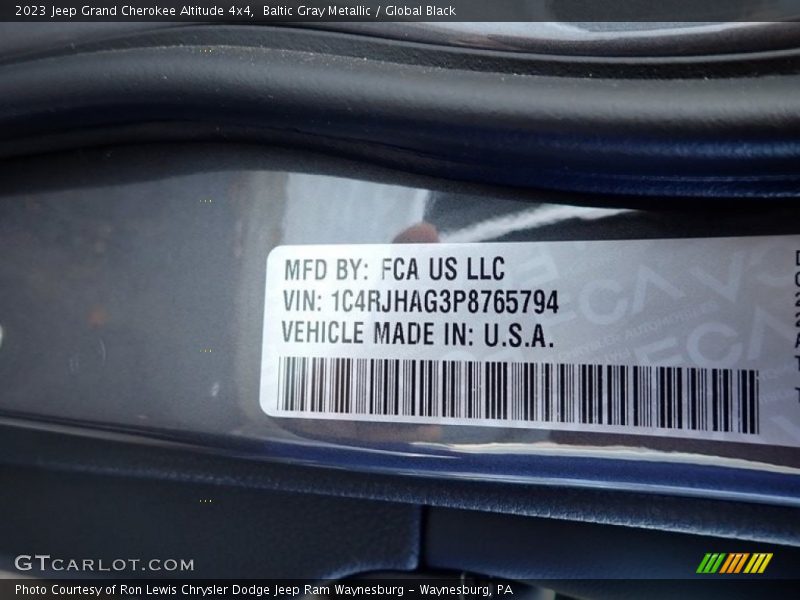 2023 Jeep Grand Cherokee Altitude 4x4, Baltic Gray Metallic / Global Black
MFD BY: FCA US LLC
VIN: 1C4RJHAG3P8765794
VEHICLE MADE IN: U.S.A.
GTCARLOT.COM
Photo Courtesy of Ron Lewis Chrysler Dodge Jeep Ram Waynesburg - Waynesburg, PA